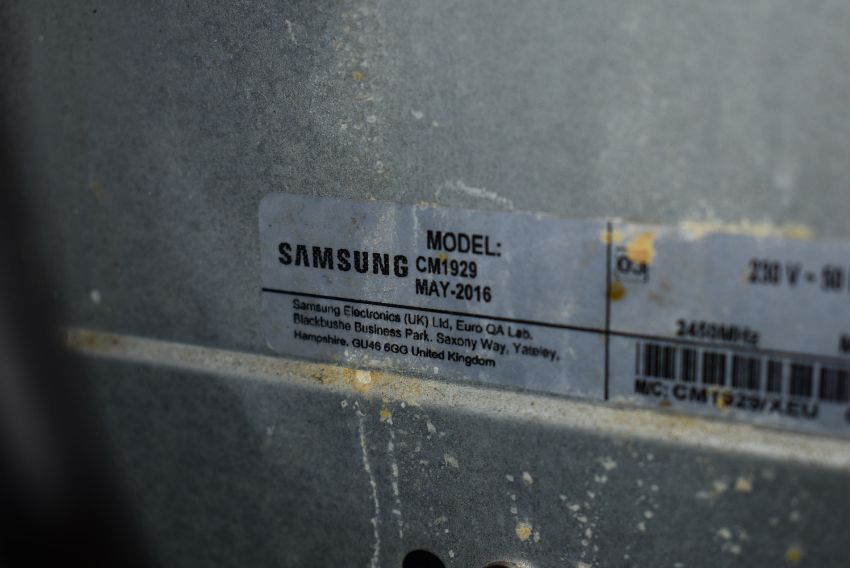 MODEL:
SAMSUNG CM1929
MAY-2016
Samsung Electronics (UK) Ltd, Euro QA Lab.
Blackbushe Business Park. Saxony Way, Yateley,
Hampshire. GU46 6GG United Kingdom
230 V ~ 50
2450MHz
M/C: CM1929/XEU